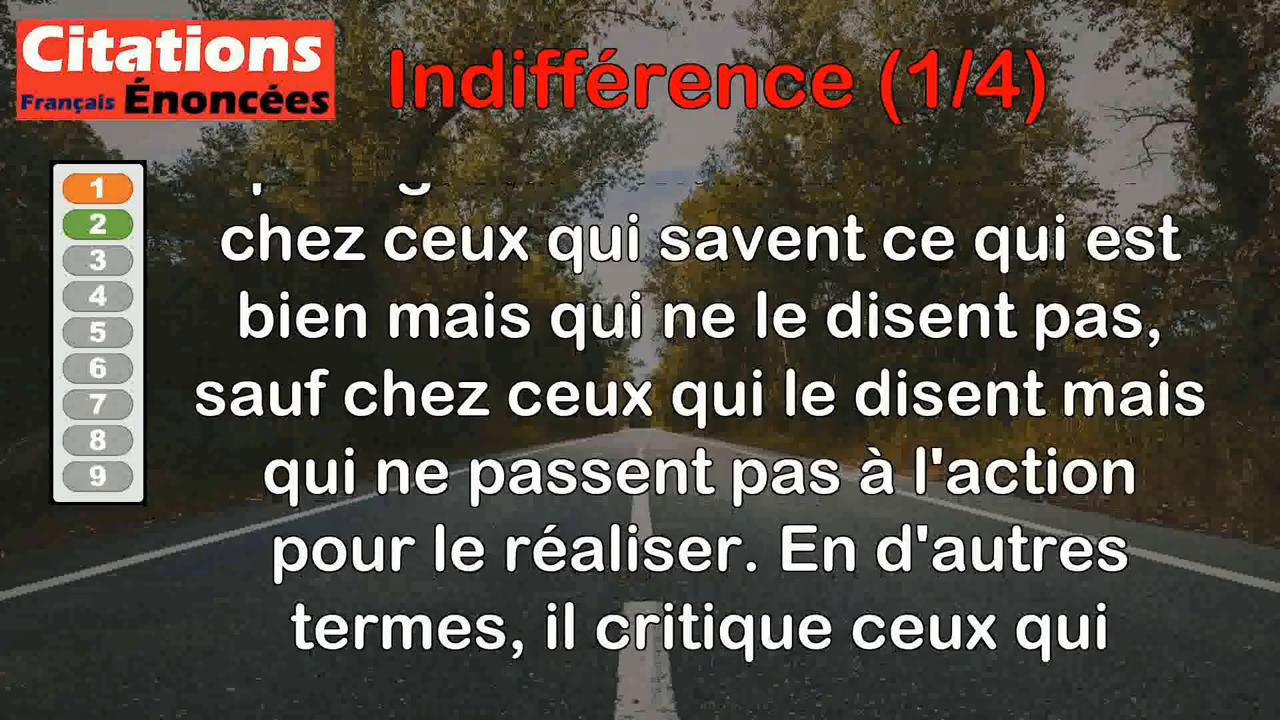 Citations
Français Énoncées
Indifférence (1/4)
1
2
3
4
5
6
7
8
9
chez ceux qui savent ce qui est
bien mais qui ne le disent pas,
sauf chez ceux qui le disent mais
qui ne passent pas à l'action
pour le réaliser. En d'autres
termes, il critique ceux qui